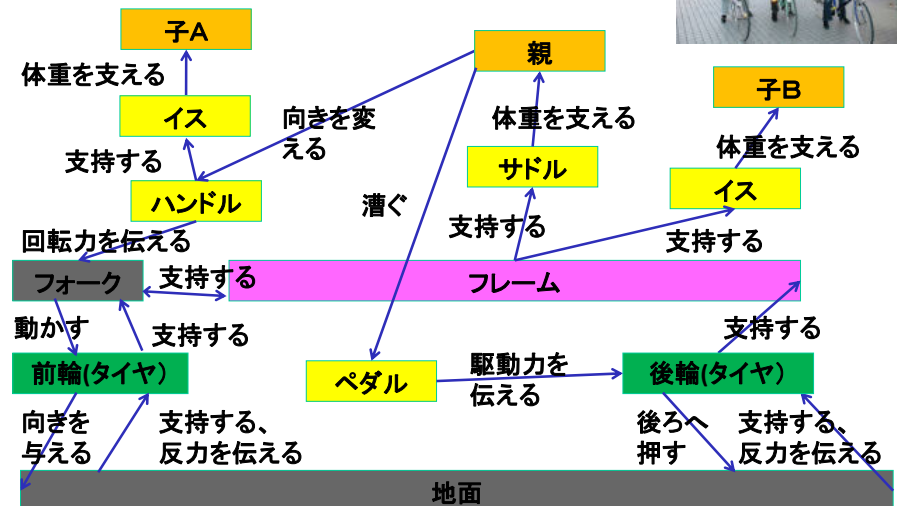 子A
親
体重を支える
子B
イス
向きを変
える
体重を支える
体重を支える
支持する
サドル
イス
ハンドル
漕ぐ
支持する
支持する
回転力を伝える
フォーク
支持する
フレーム
動かす
支持する
支持する
前輪(タイヤ)
ペダル
駆動力を
伝える
後輪(タイヤ)
向きを
与える
支持する、
反力を伝える
後ろへ
押す
支持する、
反力を伝える
地面